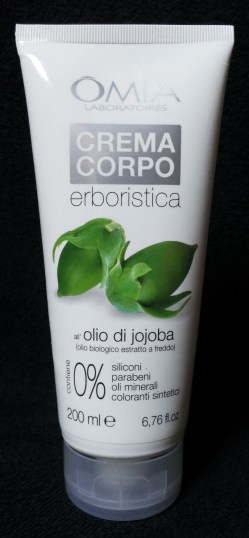 OMIA
LABORATOIRES
CREMA
CORPO
erboristica
all' olio di jojoba
(olio biologico estratto a freddo)
contiene
0%
siliconi
parabeni
oli minerali
coloranti sintetici
200 ml e 6,76 fl.oz